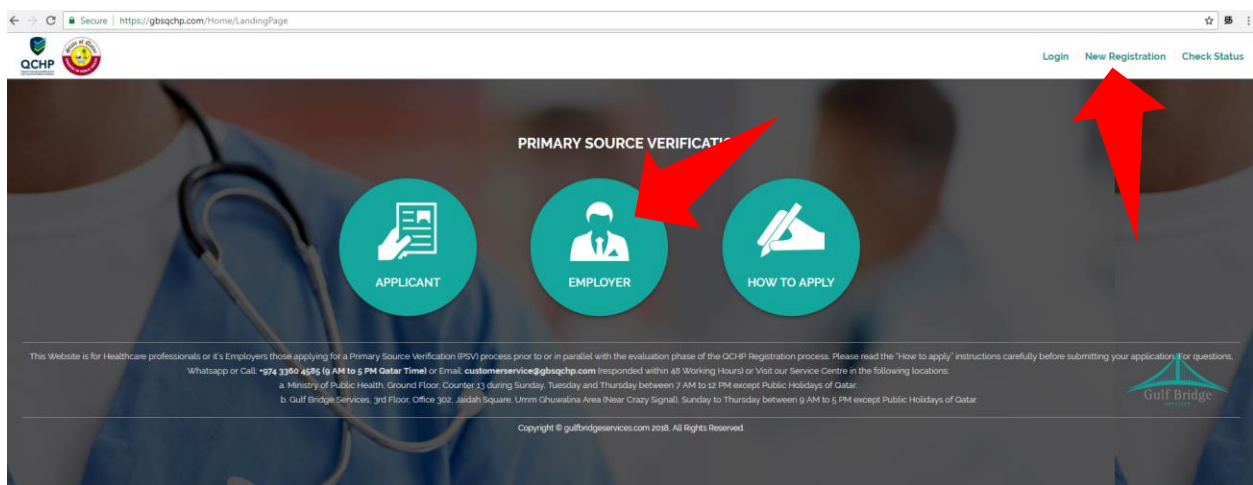 Secure | https://gbsqchp.com/Home/LandingPage
QCHP
Login New Registration Check Status
PRIMARY SOURCE VERIFICATI
APPLICANT
EMPLOYER
HOW TO APPLY
This Website is for Healthcare professionals or it's Employers those applying for a Primary Source Verification (PSV) process prior to or in parallel with the evaluation phase of the QCHP Registration process. Please read the "How to apply" instructions carefully before submitting your application. For questions,
Whatsapp or Call: +974 3360 4585 (9 AM to 5 PM Qatar Time) or Email: customerservice@gbsqchp.com (responded within 48 Working Hours) or Visit our Service Centre in the following locations:
a. Ministry of Public Health, Ground Floor, Counter 13 during Sunday, Tuesday and Thursday between 7 AM to 12 PM except Public Holidays of Qatar.
b. Gulf Bridge Services, 3rd Floor, Office 302, Jaidah Square, Umm Ghuwalina Area (Near Crazy Signal), Sunday to Thursday between 9 AM to 5 PM except Public Holidays of Qatar.
Gulf Bridge
Copyright © gulfbridgeservices.com 2018, All Rights Reserved.